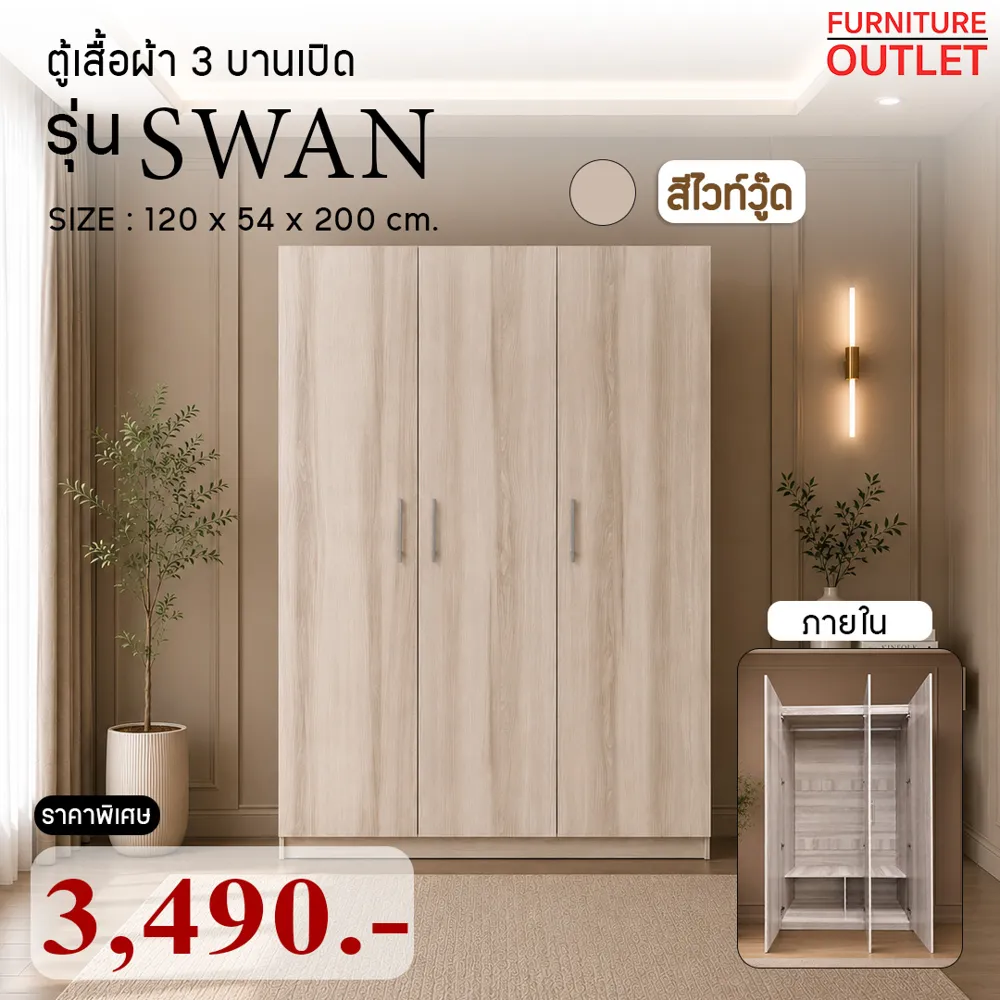 ตู้เสื้อผ้า 3 บานเปิด
รุ่น SWAN
SIZE : 120 x 54 x 200 cm.
FURNITURE
OUTLET
สีไวท์วู๊ด
ภายใน
ราคาพิเศษ
3,490.-